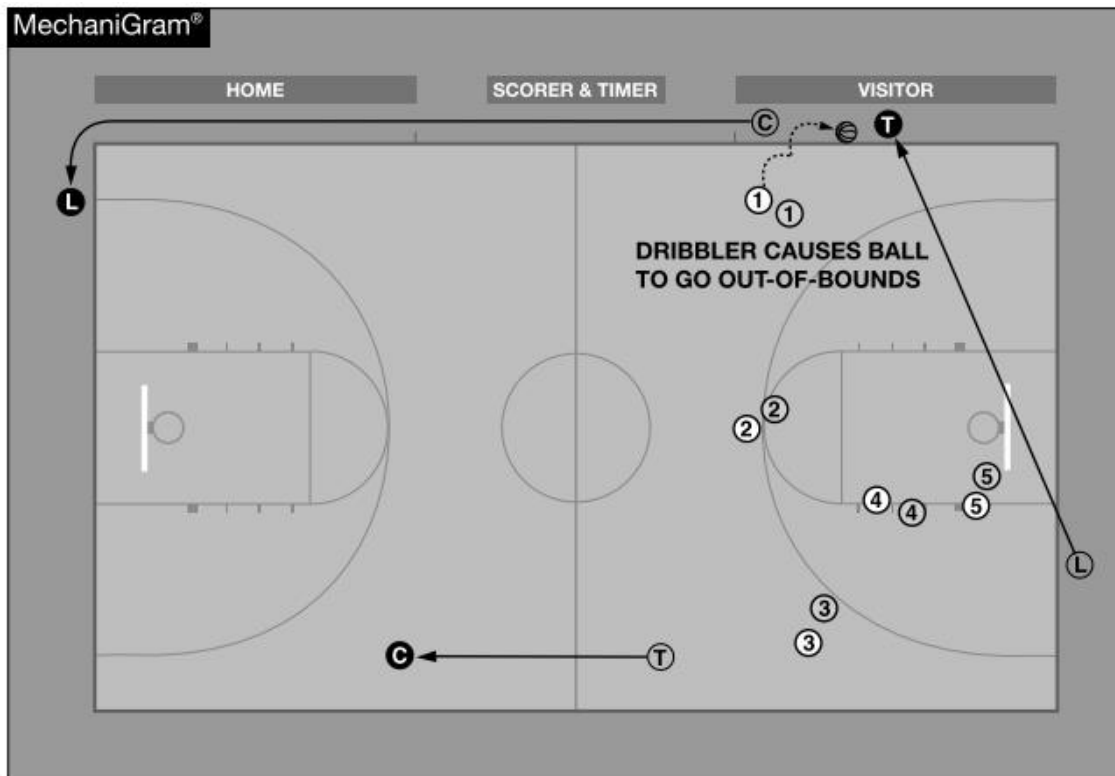 MechaniGram®
HOME
SCORER & TIMER
VISITOR
C
T
L
1
1
DRIBBLER CAUSES BALL
TO GO OUT-OF-BOUNDS
2
2
5
4
5
4
L
3
3
C
T